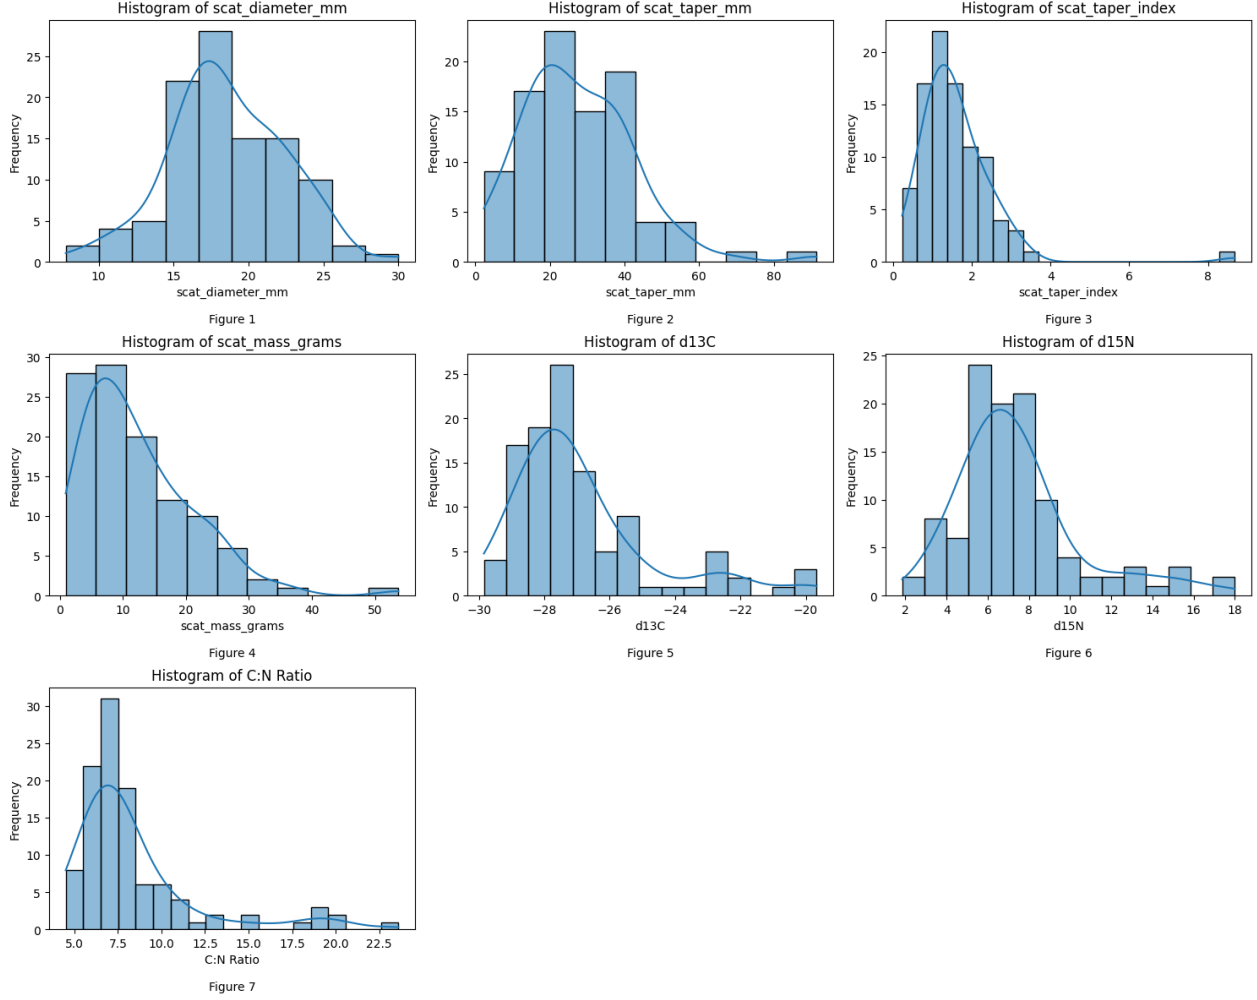 Histogram of scat_diameter_mm
Frequency
25
20
15
10
5
0
10 15 20 25 30
scat_diameter_mm
Figure 1
Histogram of scat_taper_mm
Frequency
20
15
10
5
0
0 20 40 60 80
scat_taper_mm
Figure 2
Histogram of scat_taper_index
Frequency
20
15
10
5
0
0 2 4 6 8
scat_taper_index
Figure 3
Histogram of scat_mass_grams
Frequency
30
25
20
15
10
5
0
0 10 20 30 40 50
scat_mass_grams
Figure 4
Histogram of d13C
Frequency
25
20
15
10
5
0
−30 −28 −26 −24 −22 −20
d13C
Figure 5
Histogram of d15N
Frequency
25
20
15
10
5
0
2 4 6 8 10 12 14 16 18
d15N
Figure 6
Histogram of C:N Ratio
Frequency
30
25
20
15
10
5
0
5.0 7.5 10.0 12.5 15.0 17.5 20.0 22.5
C:N Ratio
Figure 7